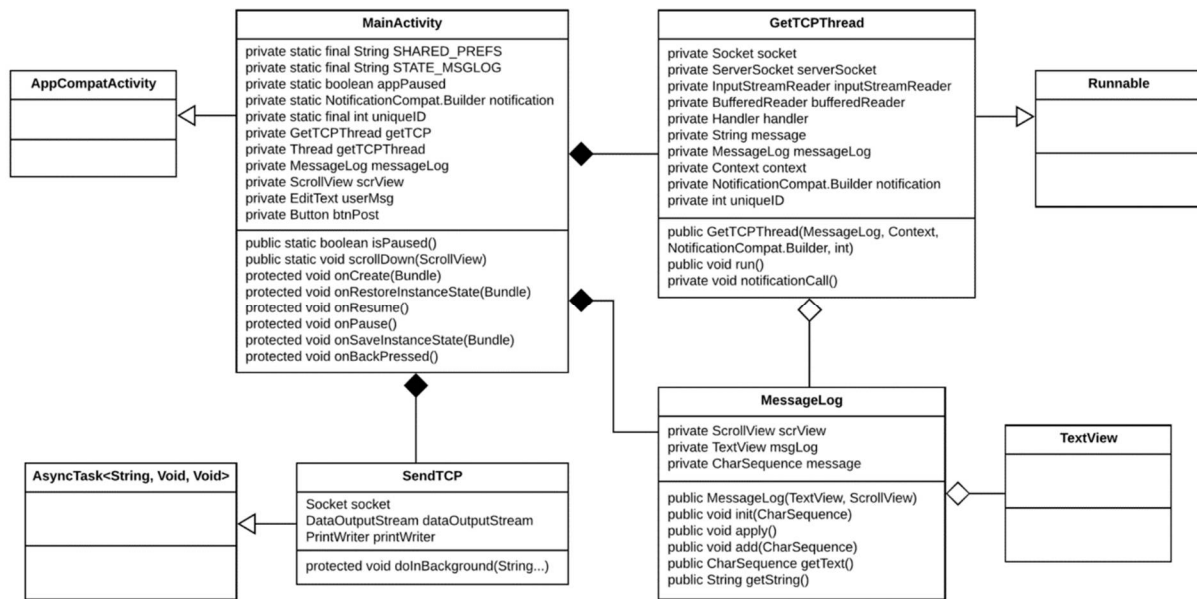 MainActivity
private static final String SHARED_PREFS
private static final String STATE_MSGLOG
private static boolean appPaused
private static NotificationCompat.Builder notification
private static final int uniqueID
private GetTCPThread getTCP
private Thread getTCPThread
private MessageLog messageLog
private ScrollView scrView
private EditText userMsg
private Button btnPost
public static boolean isPaused()
public static void scrollDown(ScrollView)
protected void onCreate(Bundle)
protected void onRestoreInstanceState(Bundle)
protected void onResume()
protected void onPause()
protected void onSaveInstanceState(Bundle)
protected void onBackPressed()
GetTCPThread
private Socket socket
private ServerSocket serverSocket
private InputStreamReader inputStreamReader
private BufferedReader bufferedReader
private Handler handler
private String message
private MessageLog messageLog
private Context context
private NotificationCompat.Builder notification
private int uniqueID
public GetTCPThread(MessageLog, Context,
NotificationCompat.Builder, int)
public void run()
private void notificationCall()
AppCompatActivity
Runnable
MessageLog
private ScrollView scrView
private TextView msgLog
private CharSequence message
public MessageLog(TextView, ScrollView)
public void init(CharSequence)
public void apply()
public void add(CharSequence)
public CharSequence getText()
public String getString()
TextView
AsyncTask<String, Void, Void>
SendTCP
Socket socket
DataOutputStream dataOutputStream
PrintWriter printWriter
protected void doInBackground(String...)